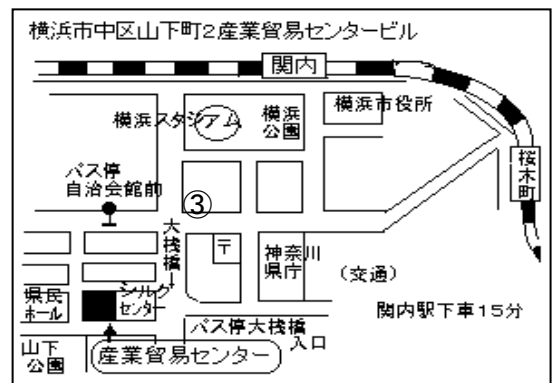 横浜市中区山下町2産業貿易センタービル
関内
横浜スタジアム
横浜
公園
横浜市役所
桜木町
バス停
自治会館前
③
大桟橋
〒
神奈川
県庁
(交通)
県民
ホール
シルク
センター
関内駅下車15分
バス停大桟橋
入口
山下
公園
産業貿易センター